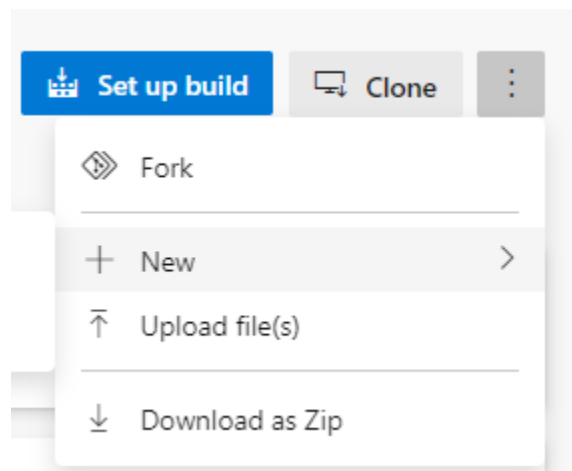 Set up build
Clone
Fork
New
Upload file(s)
Download as Zip